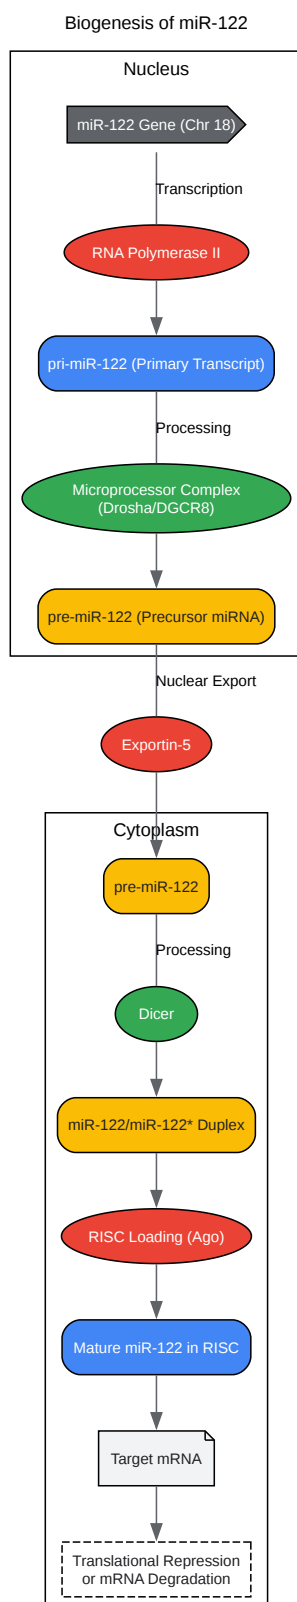 Biogenesis of miR-122
Nucleus
miR-122 Gene (Chr 18)
Transcription
RNA Polymerase II
pri-miR-122 (Primary Transcript)
Processing
Microprocessor Complex
(Drosha/DGCR8)
pre-miR-122 (Precursor miRNA)
Nuclear Export
Exportin-5
Cytoplasm
pre-miR-122
Processing
Dicer
miR-122/miR-122* Duplex
RISC Loading (Ago)
Mature miR-122 in RISC
Target mRNA
Translational Repression
or mRNA Degradation